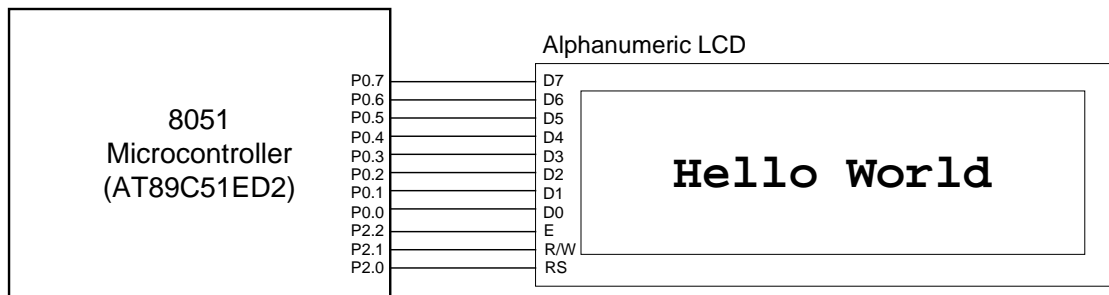 Alphanumeric LCD
8051
Microcontroller
(AT89C51ED2)
P0.7
P0.6
P0.5
P0.4
P0.3
P0.2
P0.1
P0.0
P2.2
P2.1
P2.0
D7
D6
D5
D4
D3
D2
D1
D0
E
R/W
RS
Hello World